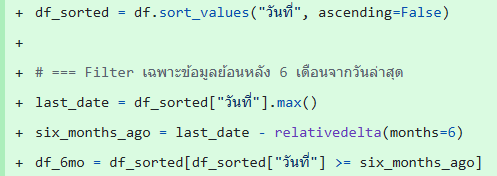 + df_sorted = df.sort_values("วันที่", ascending=False)
+
+ # === Filter เฉพาะข้อมูลย้อนหลัง 6 เดือนจากวันล่าสุด
+ last_date = df_sorted["วันที่"].max()
+ six_months_ago = last_date - relativedelta(months=6)
+ df_6mo = df_sorted[df_sorted["วันที่"] >= six_months_ago]